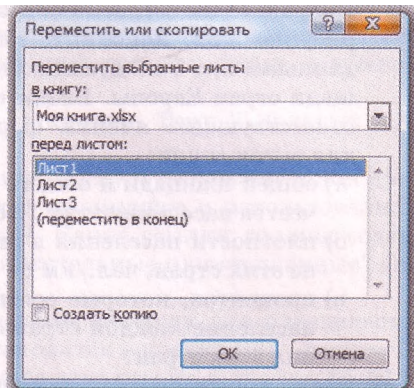 Переместить или скопировать
Переместить выбранные листы
в книгу:
Моя книга.xlsx
перед листом:
Лист1
Лист2
Лист3
(переместить в конец)
Создать копию
ОК
Отмена